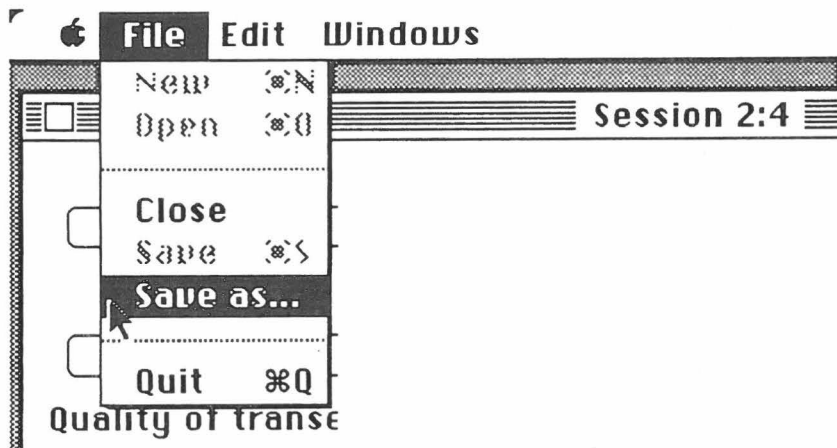 File Edit Windows
New ⌘N
Open ⌘O
Session 2:4
Close
Save ⌘S
Save as...
Quit ⌘Q
Quality of transe